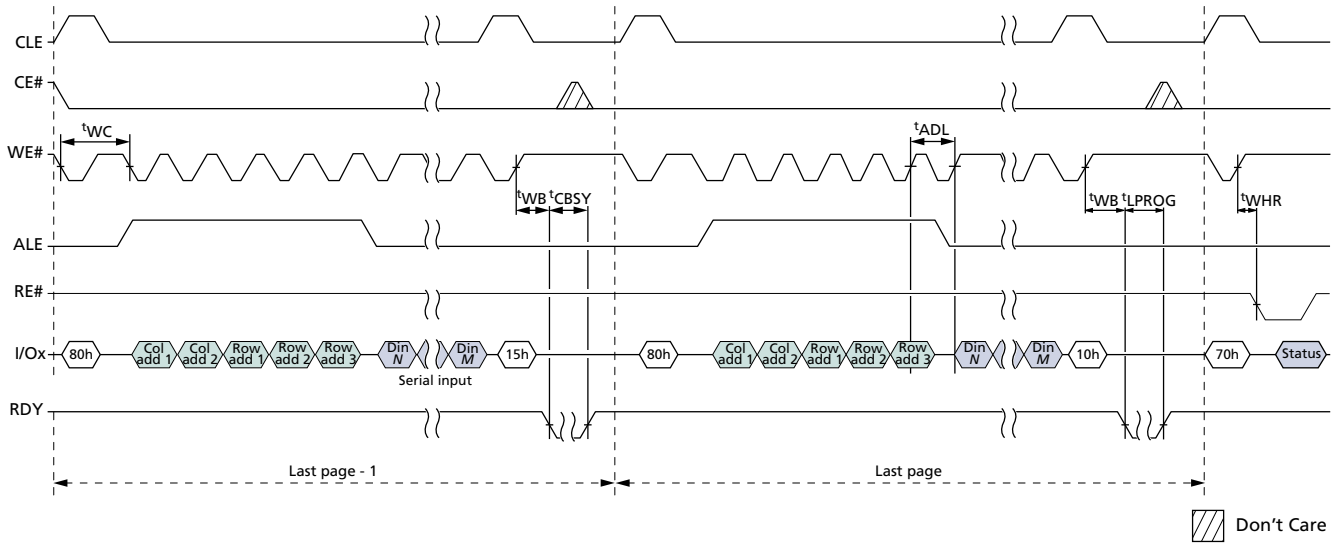 CLE
CE#
tWC
tADL
WE#
tWB tCBSY
tWB tLPROG
tWHR
ALE
RE#
I/Ox
80h
Col add 1
Col add 2
Row add 1
Row add 2
Row add 3
Din N
Din M
15h
80h
Col add 1
Col add 2
Row add 1
Row add 2
Row add 3
Din N
Din M
10h
70h
Status
Serial input
RDY
Last page - 1
Last page
Don't Care